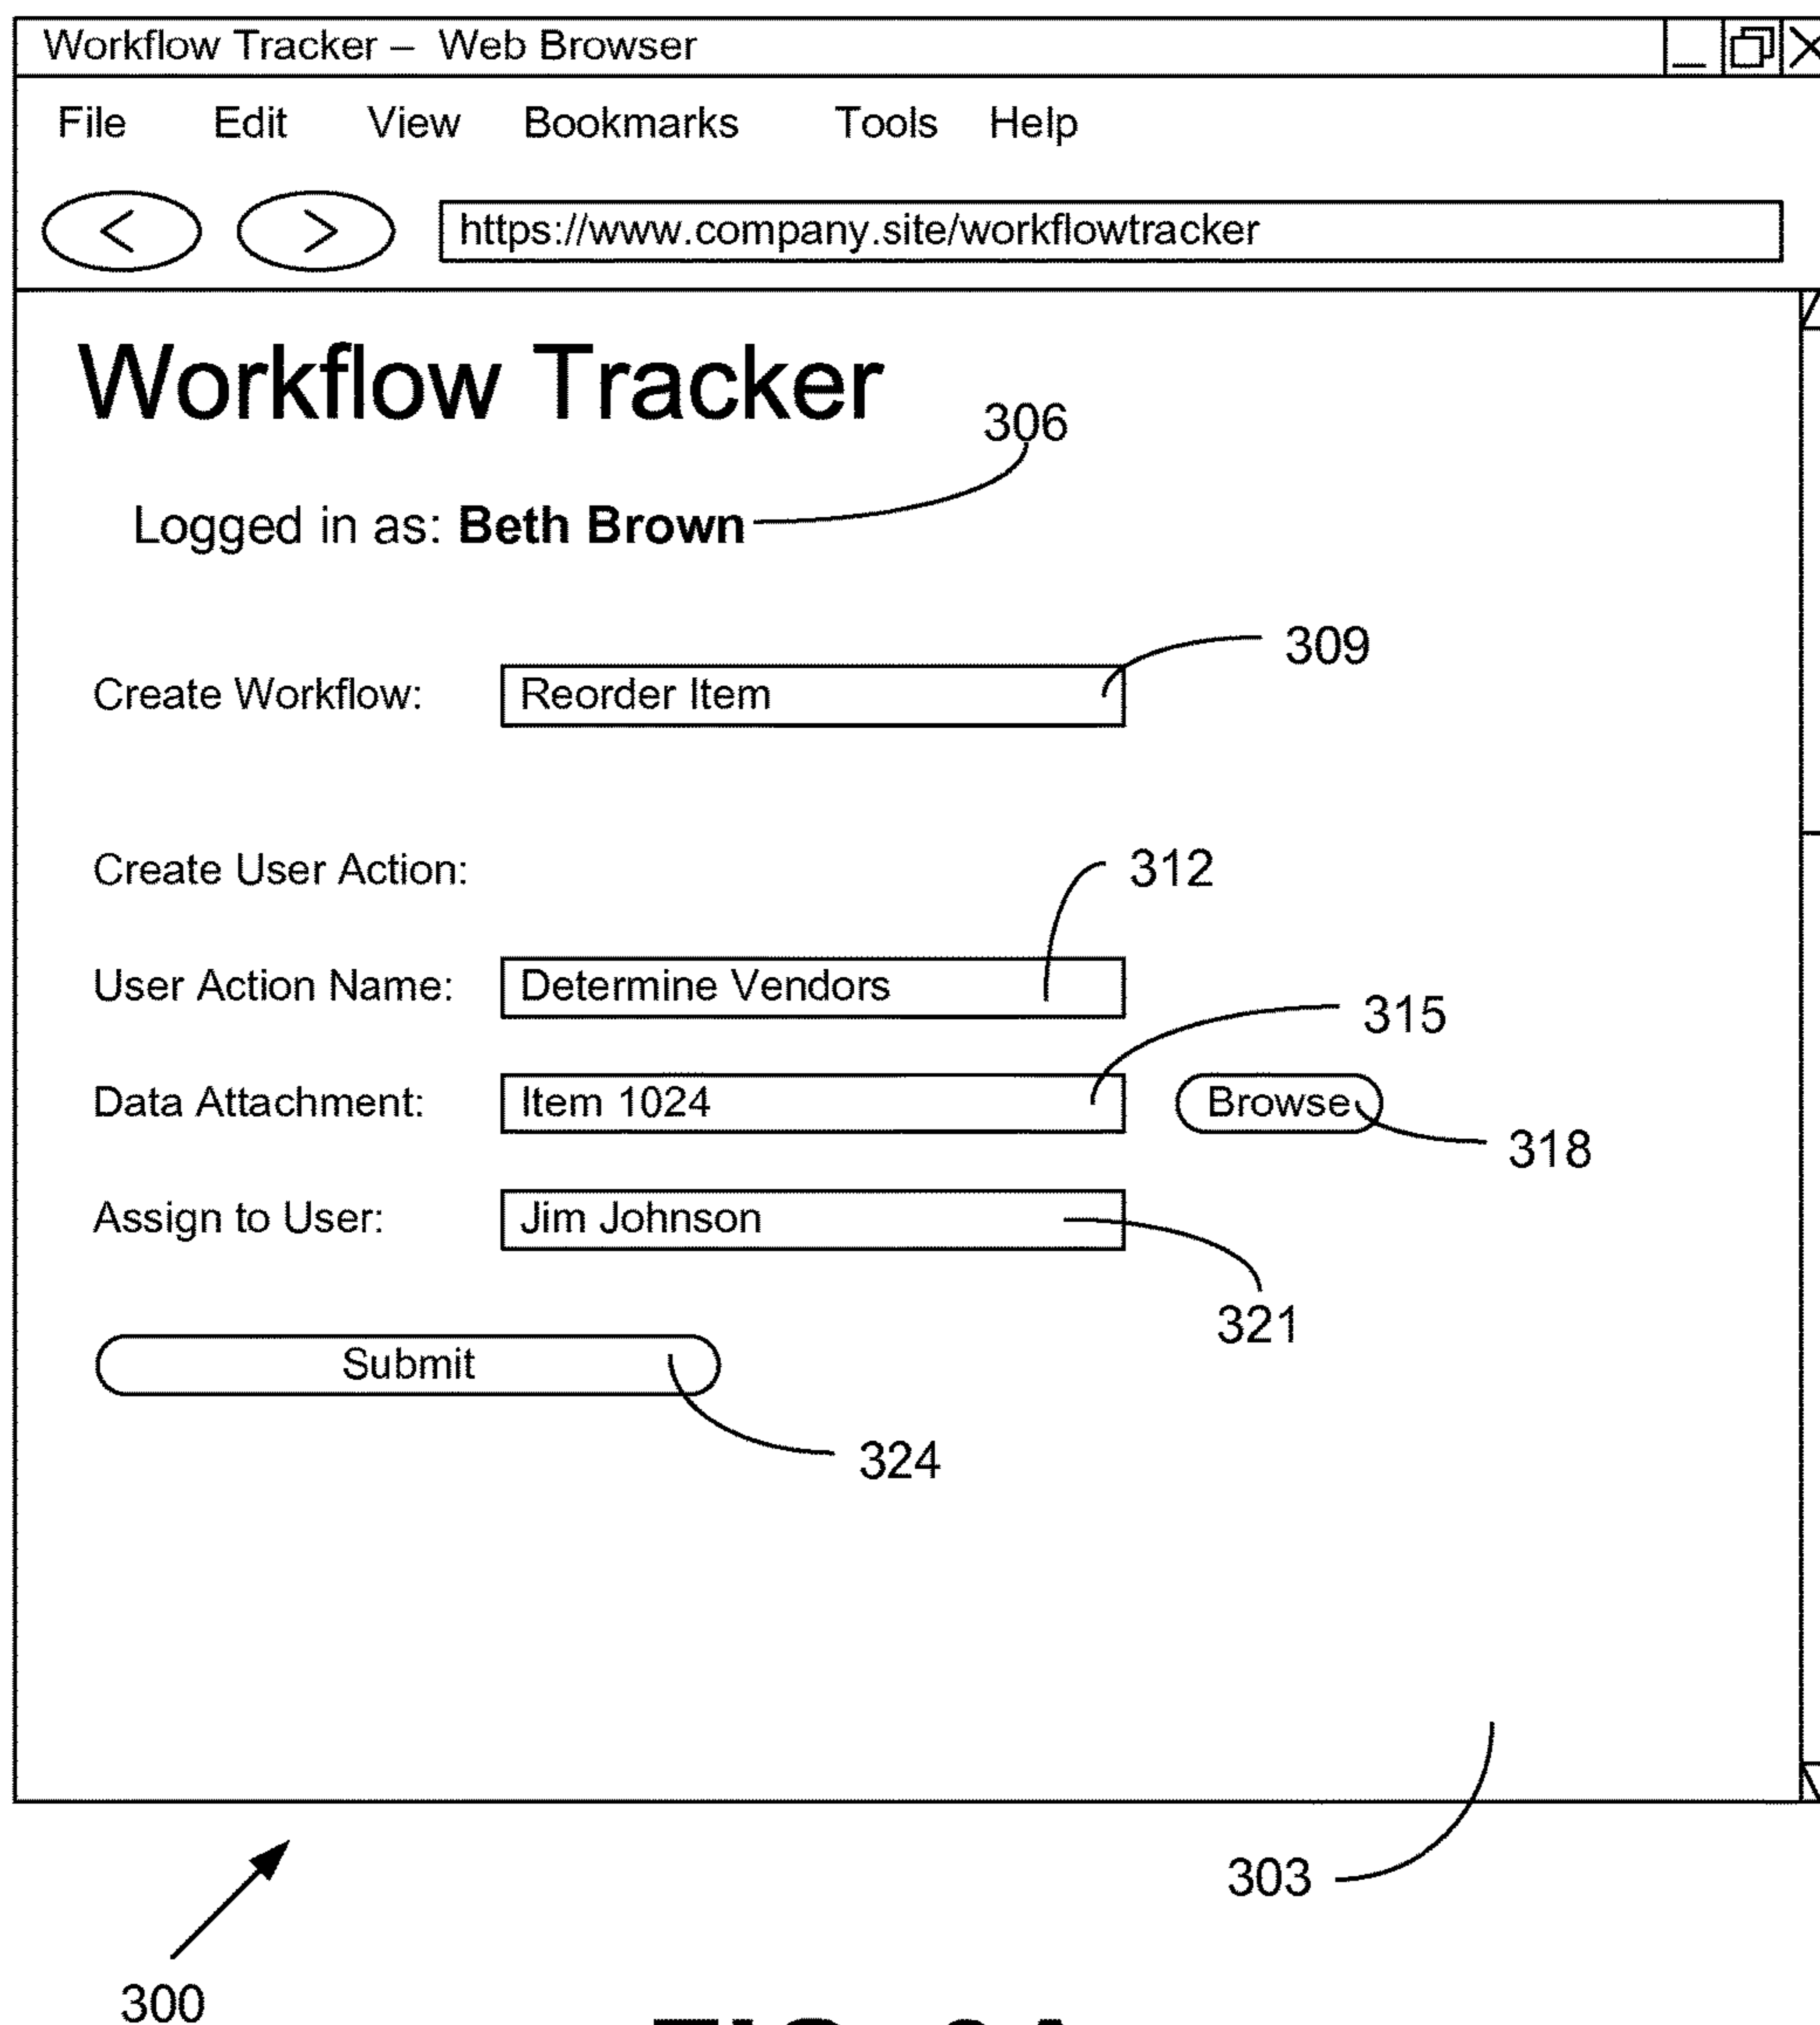 Workflow Tracker – Web Browser
File Edit View Bookmarks Tools Help
< > https://www.company.site/workflowtracker
Workflow Tracker
306
Logged in as: Beth Brown
309
Create Workflow: Reorder Item
Create User Action:
312
User Action Name: Determine Vendors
315
Data Attachment: Item 1024 Browse
318
Assign to User: Jim Johnson
321
Submit
324
303
300